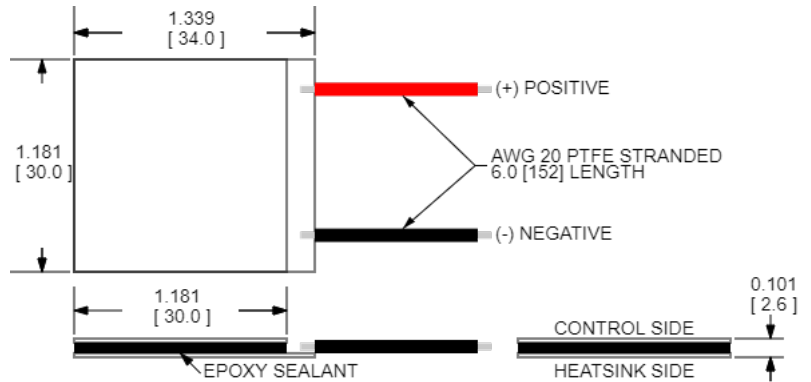 1.339
[ 34.0 ]
(+) POSITIVE
1.181
[ 30.0 ]
AWG 20 PTFE STRANDED
6.0 [152] LENGTH
(-) NEGATIVE
1.181
[ 30.0 ]
0.101
[ 2.6 ]
CONTROL SIDE
EPOXY SEALANT
HEATSINK SIDE